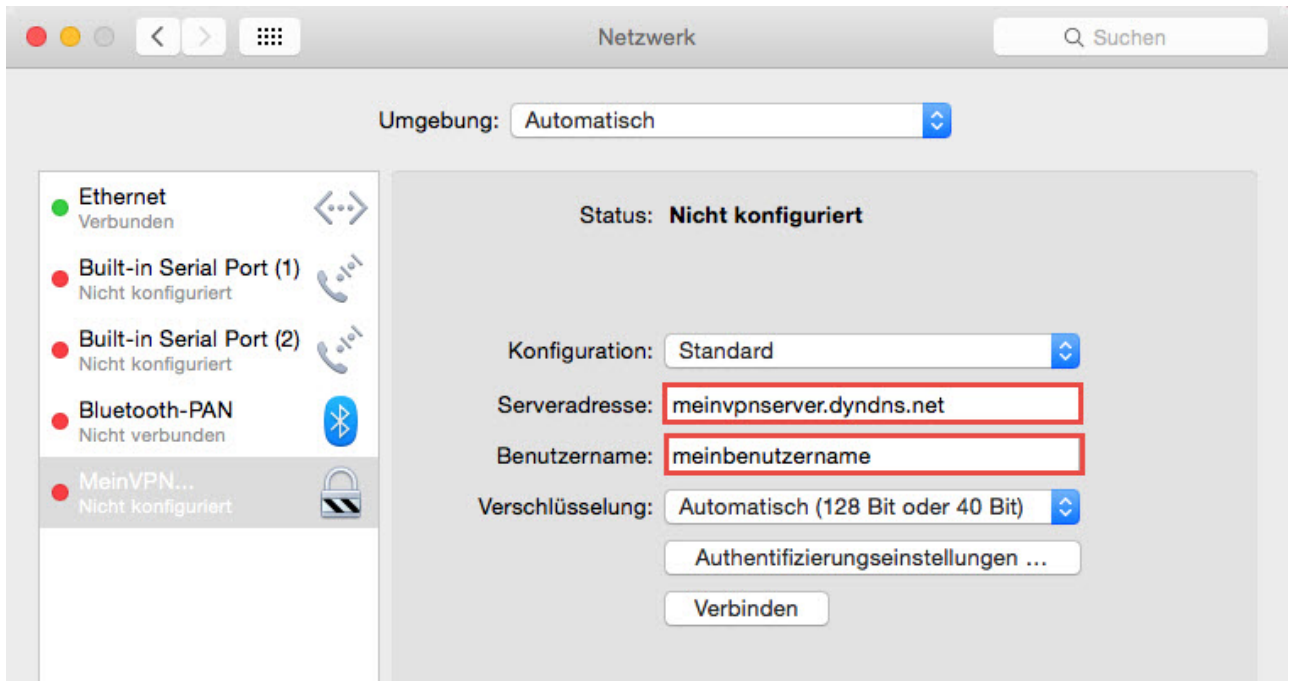 Netzwerk
Suchen
Umgebung: Automatisch
Ethernet
Verbunden
Built-in Serial Port (1)
Nicht konfiguriert
Built-in Serial Port (2)
Nicht konfiguriert
Bluetooth-PAN
Nicht verbunden
MeinVPN...
Nicht konfiguriert
Status: Nicht konfiguriert
Konfiguration: Standard
Serveradresse: meinvpnserver.dyndns.net
Benutzername: meinbenutzername
Verschlüsselung: Automatisch (128 Bit oder 40 Bit)
Authentifizierungseinstellungen ...
Verbinden